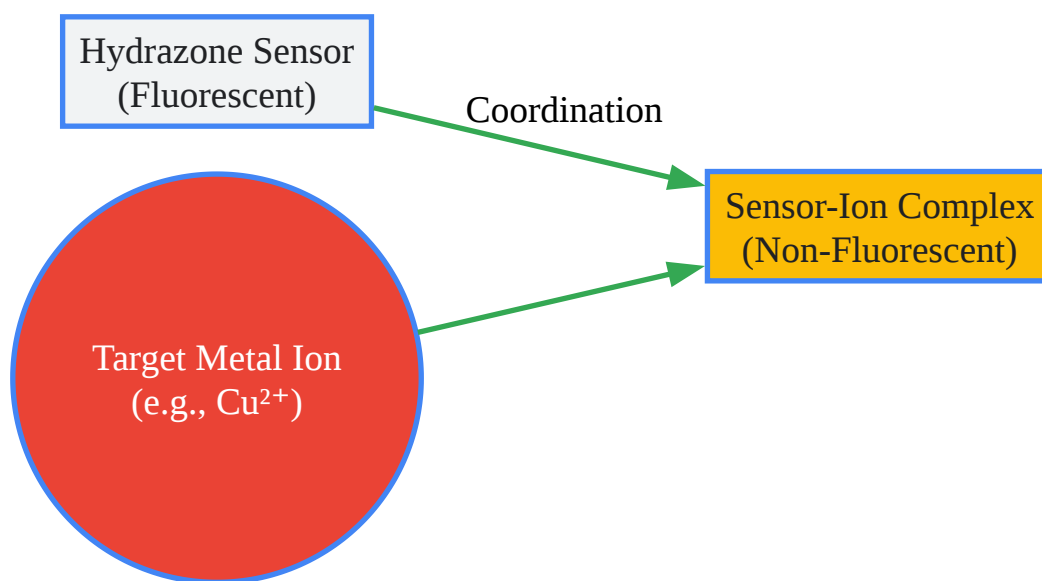 Hydrazone Sensor
(Fluorescent)
Coordination
Sensor-Ion Complex
(Non-Fluorescent)
Target Metal Ion
(e.g., Cu²⁺)